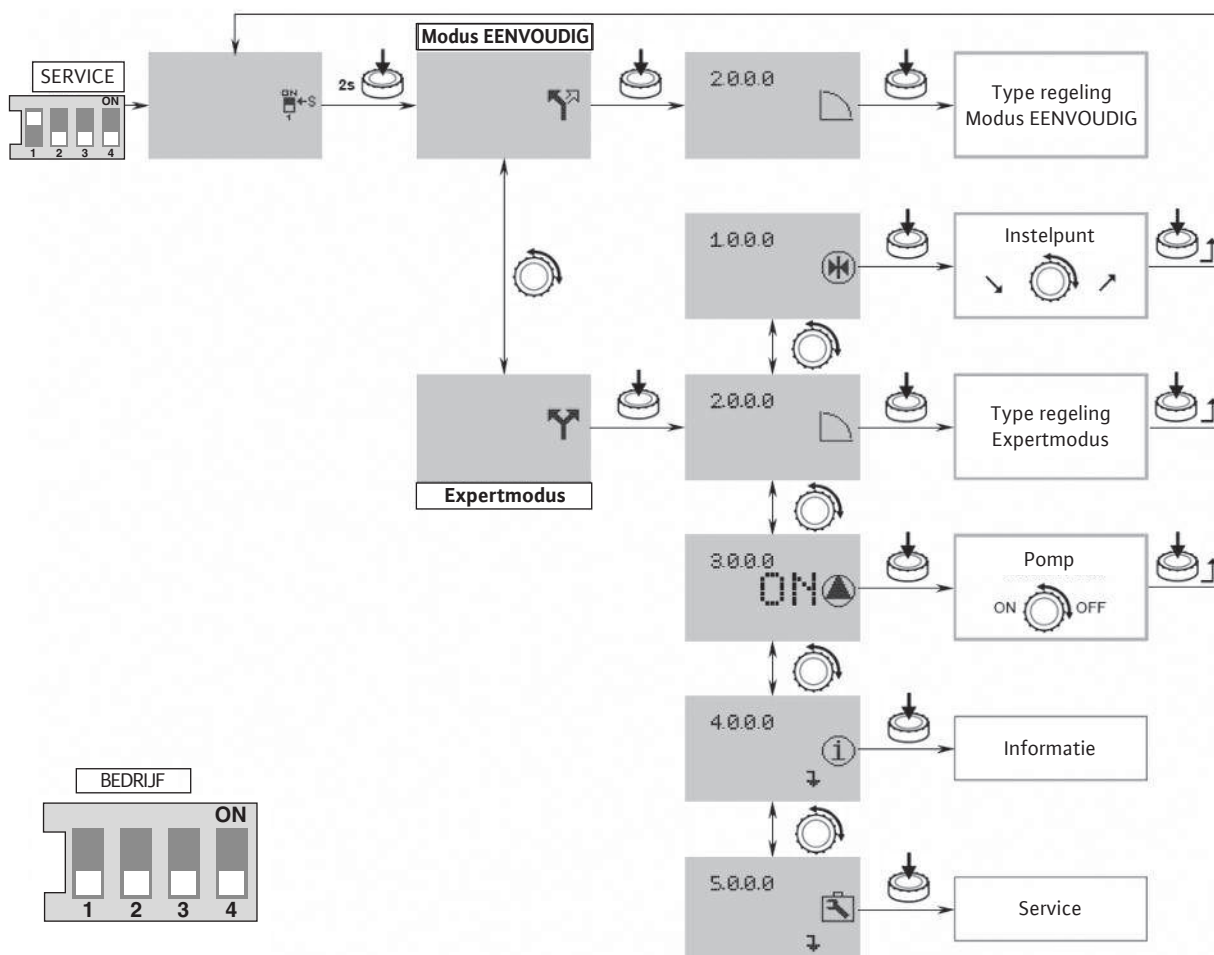 Modus EENVOUDIG
SERVICE
ON
1 2 3 4
ON
S
1
2s
2.0.0.0
Type regeling
Modus EENVOUDIG
1.0.0.0
Instelpunt
2.0.0.0
Type regeling
Expertmodus
Expertmodus
3.0.0.0
ON
Pomp
ON OFF
4.0.0.0
i
Informatie
BEDRIJF
ON
1 2 3 4
5.0.0.0
Service